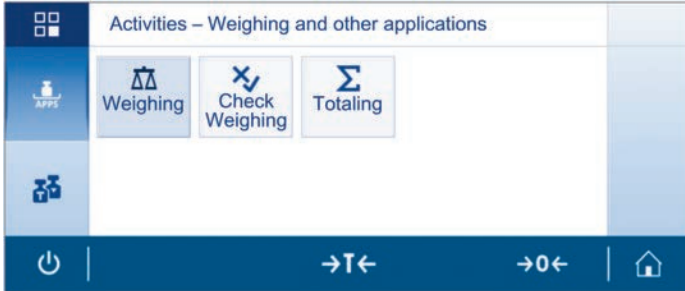 Activities – Weighing and other applications
Weighing
Check
Weighing
Totaling
APPS
→T←
→0←